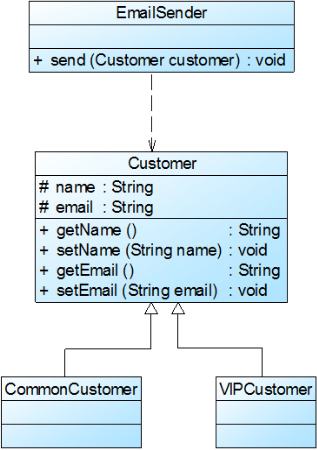 EmailSender
+ send (Customer customer) : void
Customer
# name : String
# email : String
+ getName () : String
+ setName (String name) : void
+ getEmail () : String
+ setEmail (String email) : void
CommonCustomer VIPCustomer